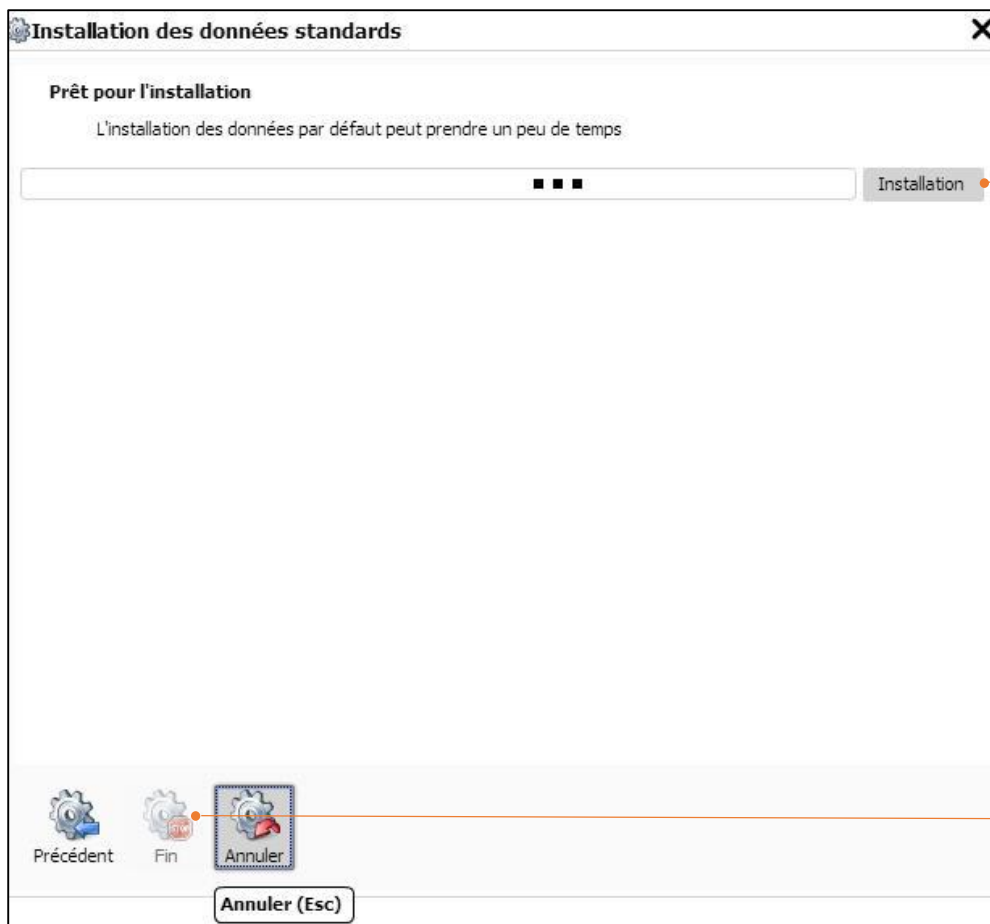 Installation des données standards
Prêt pour l'installation
L'installation des données par défaut peut prendre un peu de temps
Installation
Précédent Fin Annuler
Annuler (Esc)